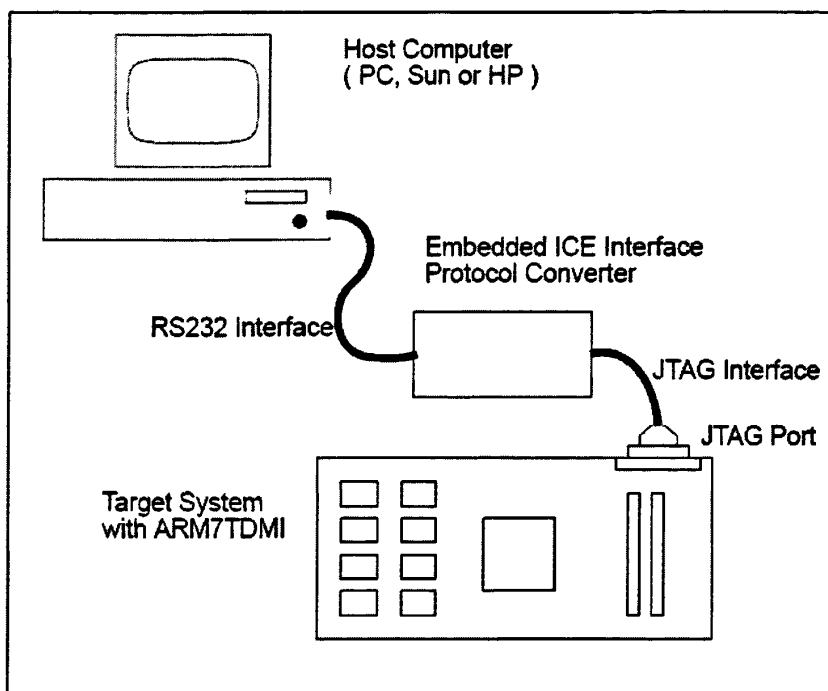 Host Computer
( PC, Sun or HP )
Embedded ICE Interface
Protocol Converter
RS232 Interface
JTAG Interface
JTAG Port
Target System
with ARM7TDMI